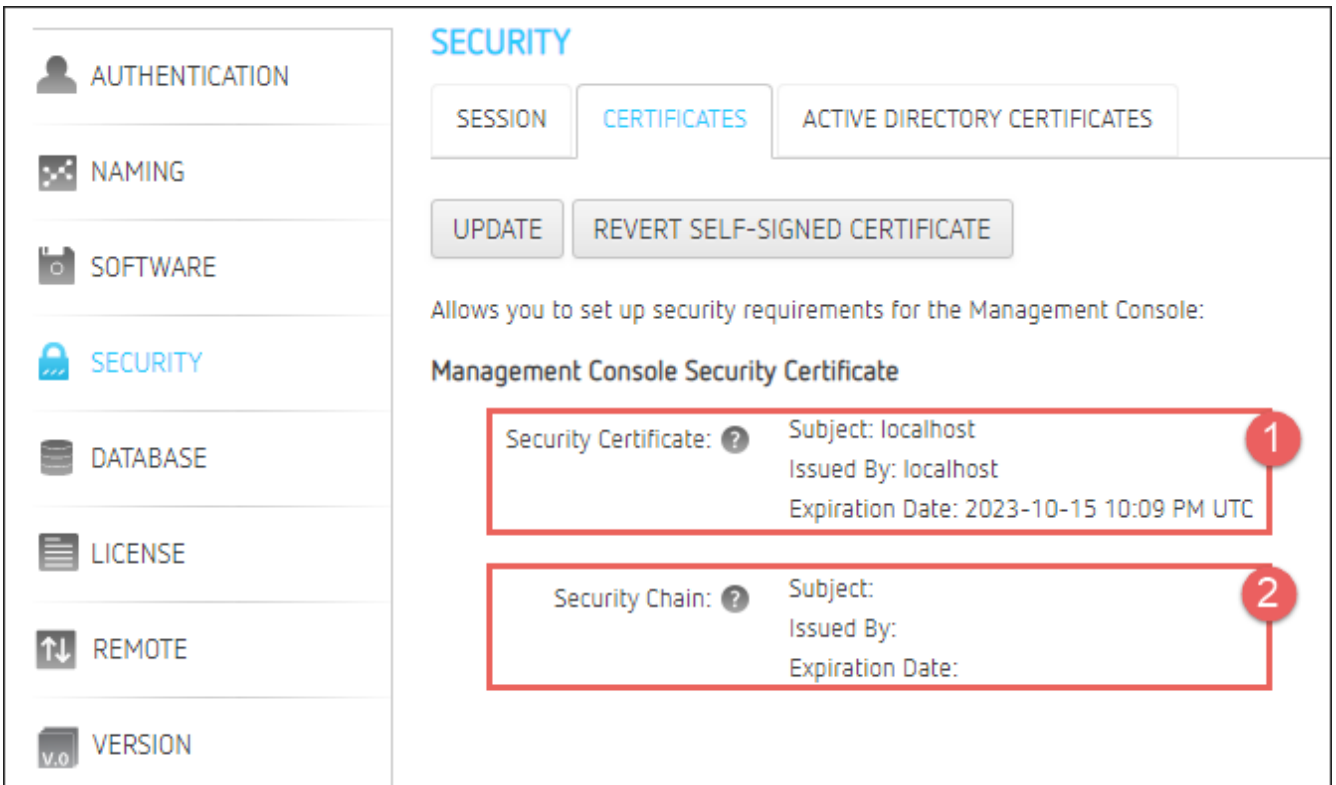 AUTHENTICATION
NAMING
SOFTWARE
SECURITY
DATABASE
LICENSE
REMOTE
V.0
VERSION
SECURITY
SESSION
CERTIFICATES
ACTIVE DIRECTORY CERTIFICATES
UPDATE
REVERT SELF-SIGNED CERTIFICATE
Allows you to set up security requirements for the Management Console:
Management Console Security Certificate
Security Certificate: ?
Subject: localhost
Issued By: localhost
Expiration Date: 2023-10-15 10:09 PM UTC
1
Security Chain: ?
Subject:
Issued By:
Expiration Date:
2